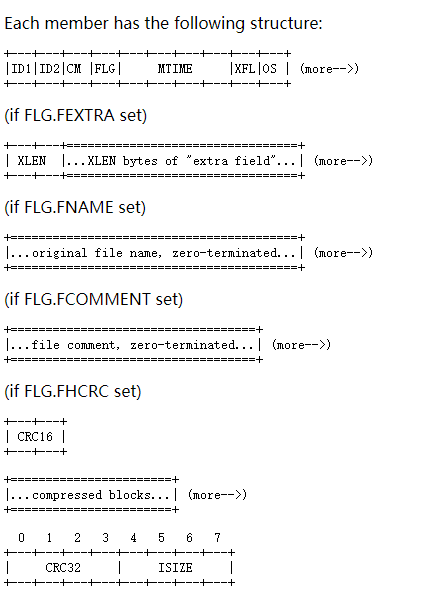 Each member has the following structure:
+---+---+---+---+---+---+---+---+---+---+
|ID1|ID2|CM |FLG|     MTIME     |XFL|OS | (more-->)
+---+---+---+---+---+---+---+---+---+---+
(if FLG.FEXTRA set)
+---+---+=================================+
| XLEN  |...XLEN bytes of "extra field"...| (more-->)
+---+---+=================================+
(if FLG.FNAME set)
+=========================================+
|...original file name, zero-terminated...| (more-->)
+=========================================+
(if FLG.FCOMMENT set)
+===================================+
|...file comment, zero-terminated...| (more-->)
+===================================+
(if FLG.FHCRC set)
+---+---+
| CRC16 |
+---+---+
+=======================+
|...compressed blocks...| (more-->)
+=======================+
  0   1   2   3   4   5   6   7
+---+---+---+---+---+---+---+---+
|     CRC32     |     ISIZE     |
+---+---+---+---+---+---+---+---+